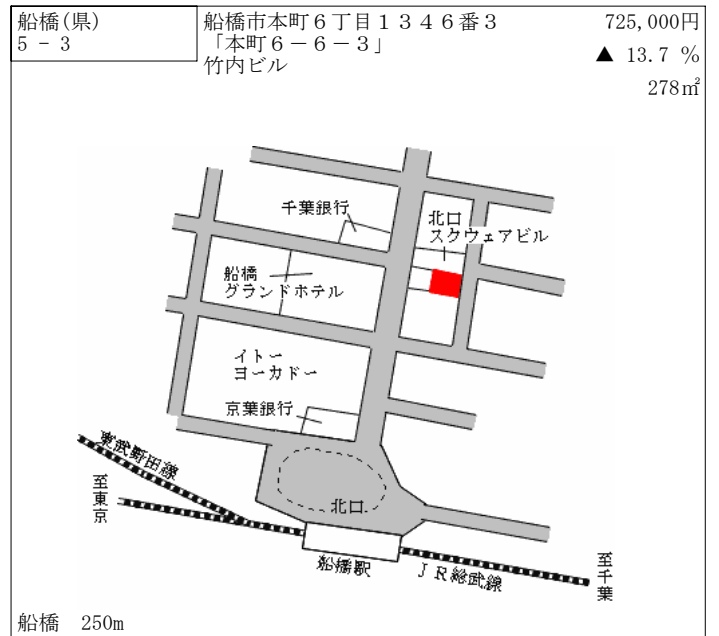 船橋(県)
5 - 3
船橋市本町６丁目１３４６番３
「本町６－６－３」
竹内ビル
725,000円
▲ 13.7 %
278㎡
千葉銀行
北口
スクウェアビル
船橋
グランドホテル
イトー
ヨーカドー
京葉銀行
東武野田線
至東京
北口
船橋駅
ＪＲ総武線
至千葉
船橋 250m